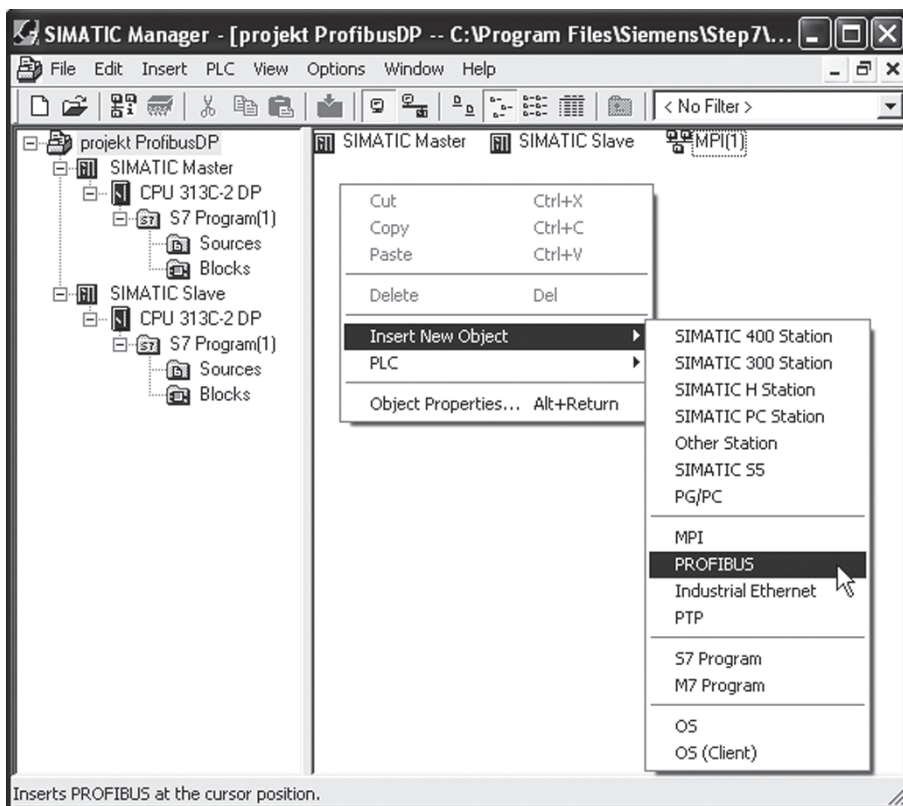 SIMATIC Manager - [projekt ProfibusDP -- C:\Program Files\Siemens\Step7\...
File Edit Insert PLC View Options Window Help
< No Filter >
projekt ProfibusDP
SIMATIC Master
CPU 313C-2 DP
S7 Program(1)
Sources
Blocks
SIMATIC Slave
CPU 313C-2 DP
S7 Program(1)
Sources
Blocks
SIMATIC Master SIMATIC Slave MPI(1)
Cut Ctrl+X
Copy Ctrl+C
Paste Ctrl+V
Delete Del
Insert New Object
PLC
Object Properties... Alt+Return
SIMATIC 400 Station
SIMATIC 300 Station
SIMATIC H Station
SIMATIC PC Station
Other Station
SIMATIC S5
PG/PC
MPI
PROFIBUS
Industrial Ethernet
PTP
S7 Program
M7 Program
OS
OS (Client)
Inserts PROFIBUS at the cursor position.